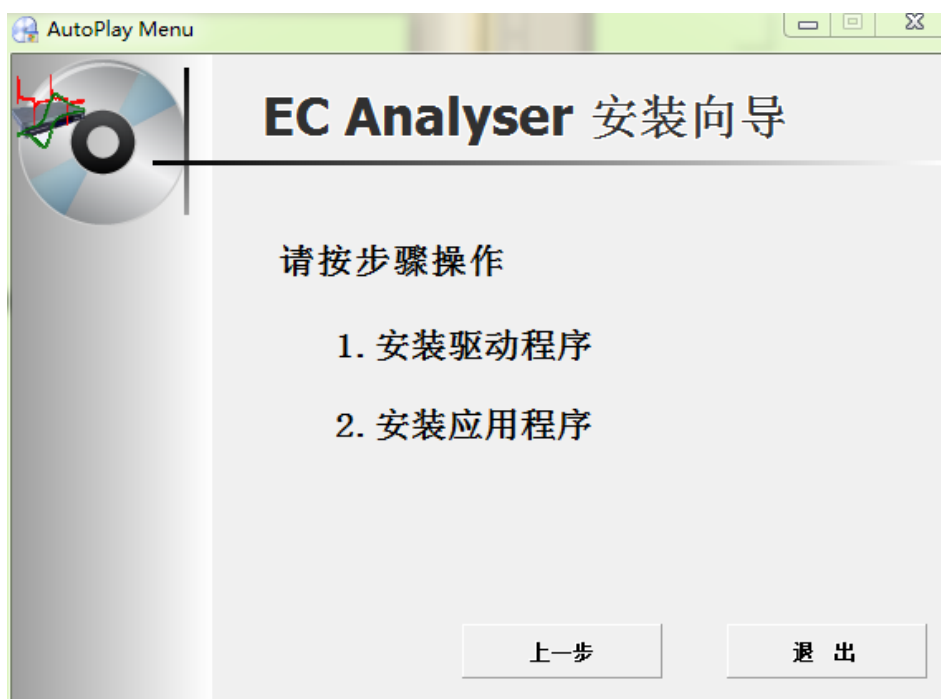 AutoPlay Menu
EC Analyser 安装向导
请按步骤操作
1.安装驱动程序
2.安装应用程序
上一步
退 出